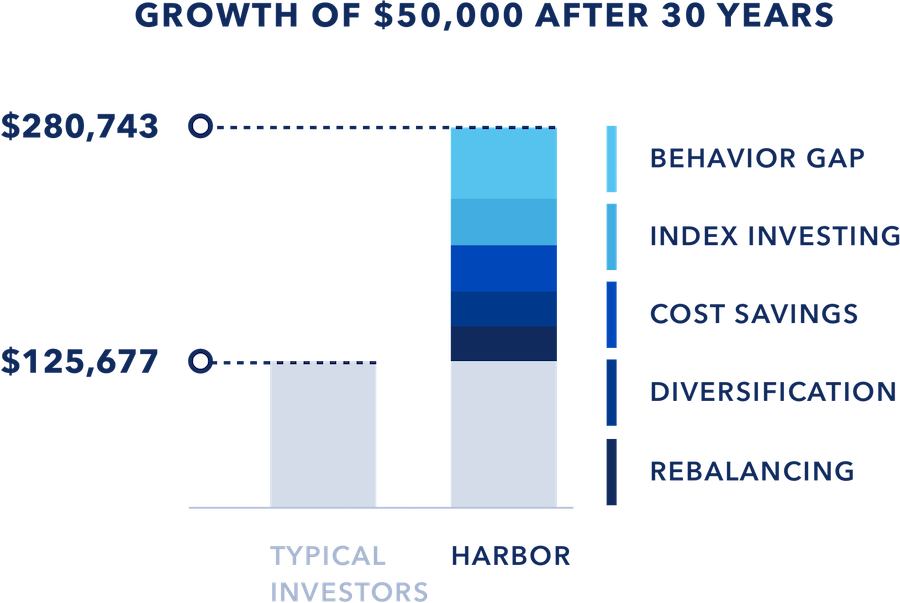 GROWTH OF $50,000 AFTER 30 YEARS
$280,743
BEHAVIOR GAP
INDEX INVESTING
COST SAVINGS
$125,677
DIVERSIFICATION
REBALANCING
TYPICAL
INVESTORS
HARBOR